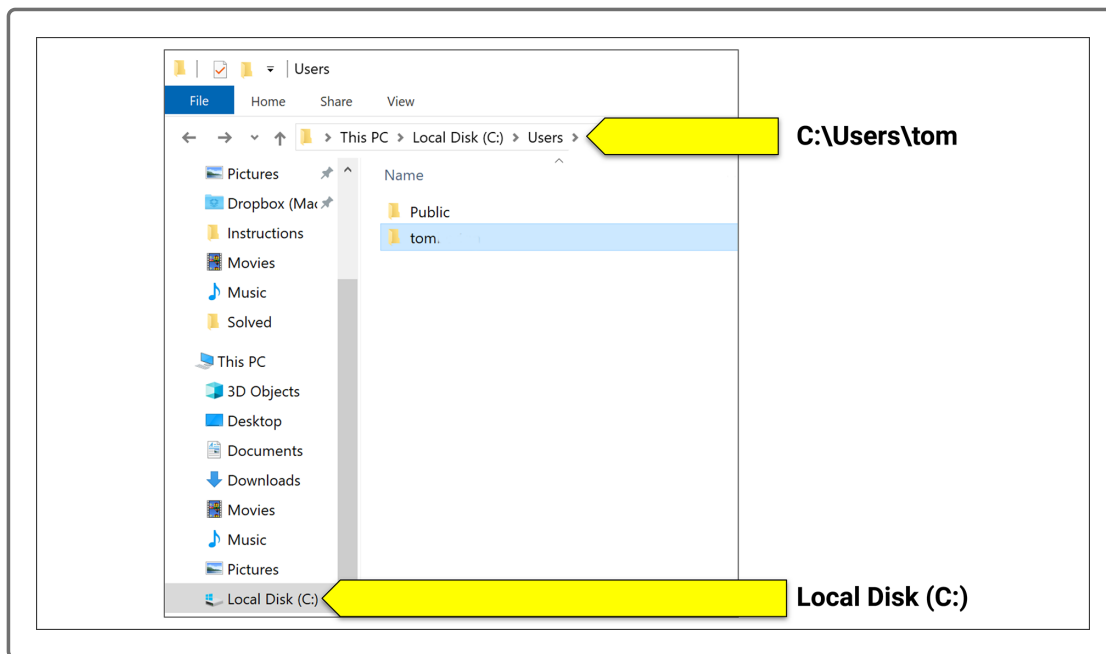 Users
File Home Share View
This PC > Local Disk (C:) > Users >
C:\Users\tom
Pictures
Dropbox (Mac
Instructions
Movies
Music
Solved
This PC
3D Objects
Desktop
Documents
Downloads
Movies
Music
Pictures
Local Disk (C:)
Name
Public
tom.
Local Disk (C:)